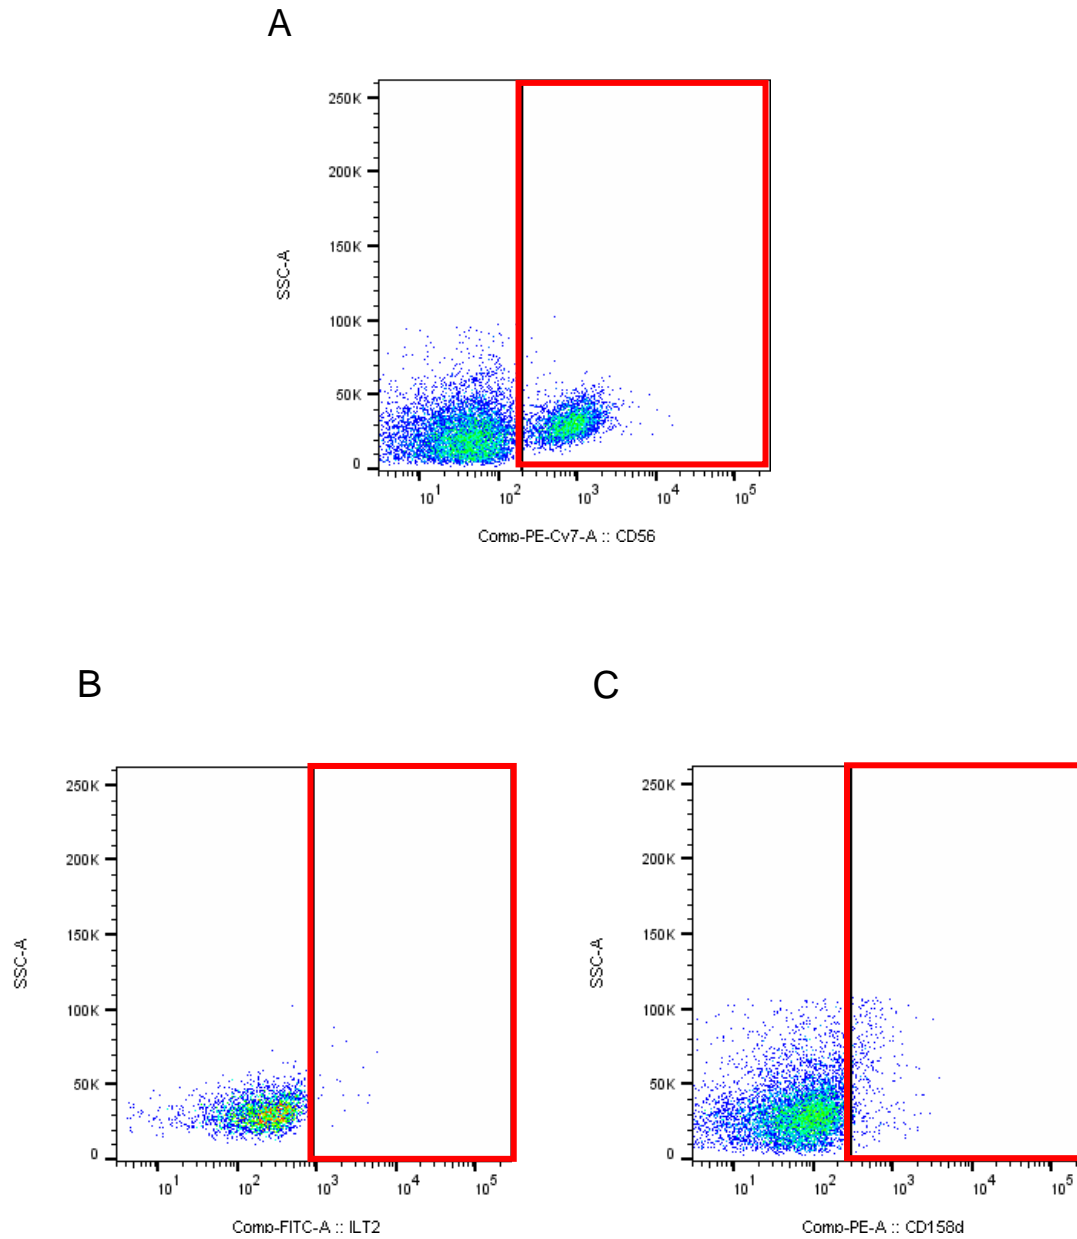 A
250K
200K
150K
100K
50K
0
SSC-A
10^1 10^2 10^3 10^4 10^5
Comp-PE-Cy7-A :: CD56
B
250K
200K
150K
100K
50K
0
SSC-A
10^1 10^2 10^3 10^4 10^5
Comp-FITC-A :: ILT2
C
250K
200K
150K
100K
50K
0
SSC-A
10^1 10^2 10^3 10^4 10^5
Comp-PE-A :: CD158d